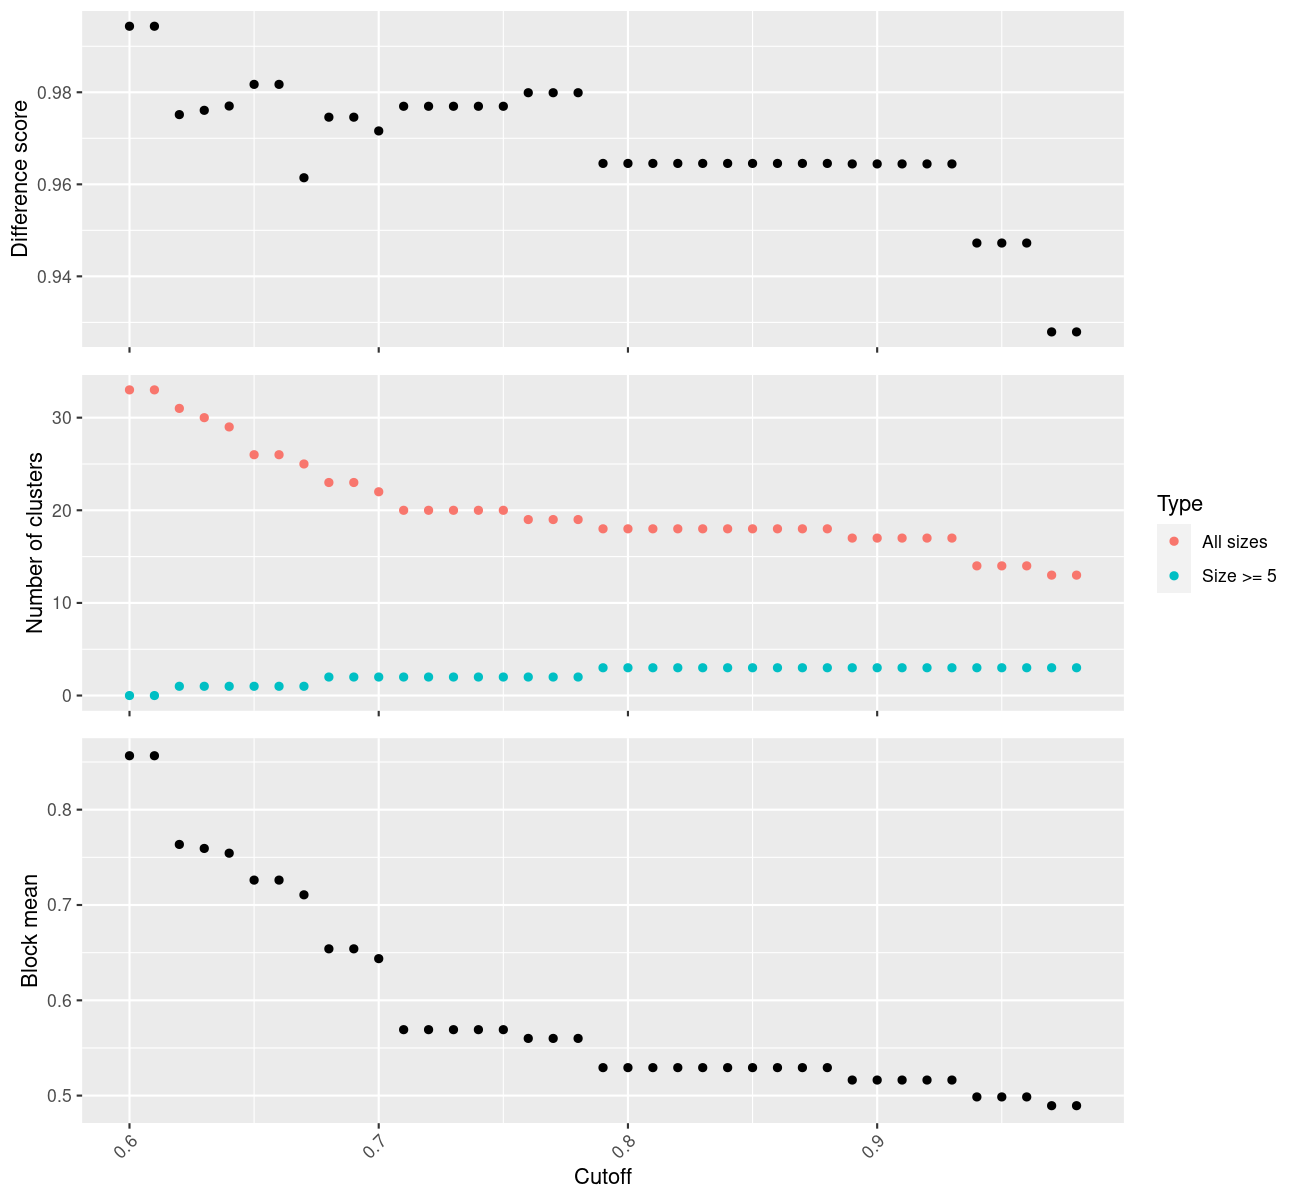 Difference score
0.98
0.96
0.94
Number of clusters
30
20
10
0
Type
All sizes
Size >= 5
Block mean
0.8
0.7
0.6
0.5
0.6
0.7
0.8
0.9
Cutoff